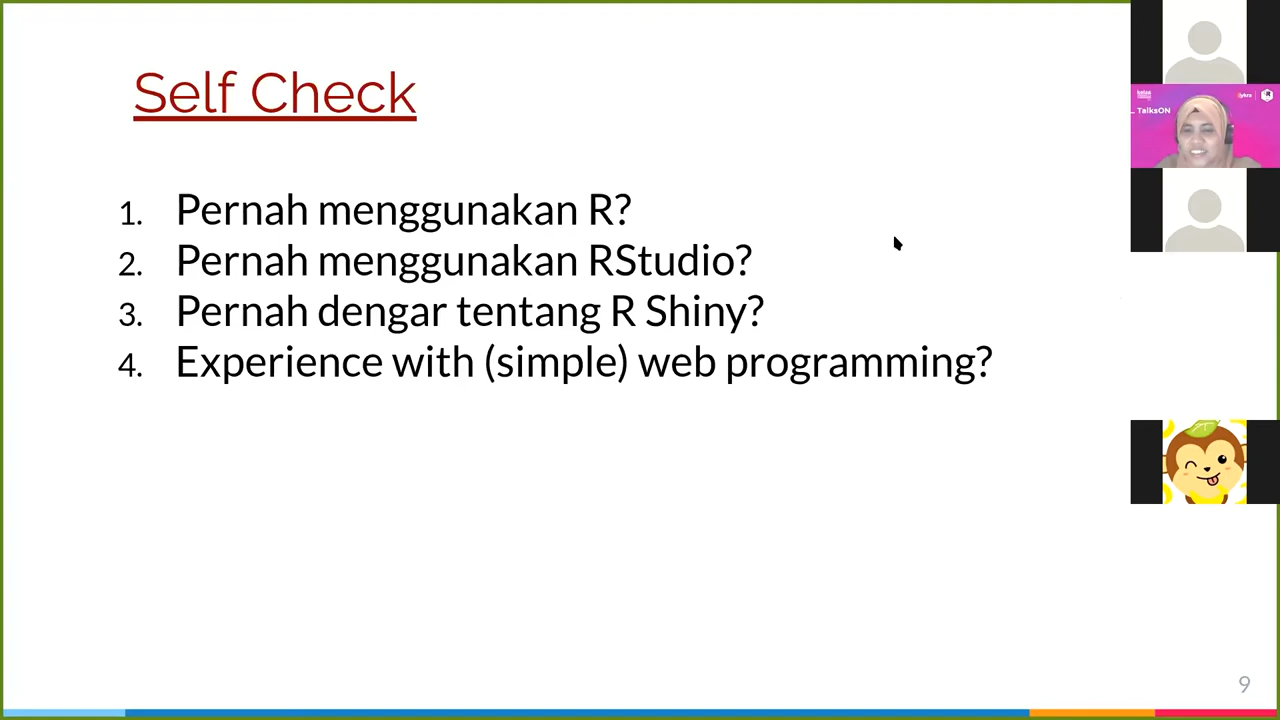 Self Check
1. Pernah menggunakan R?
2. Pernah menggunakan RStudio?
3. Pernah dengar tentang R Shiny?
4. Experience with (simple) web programming?
TalksON
9